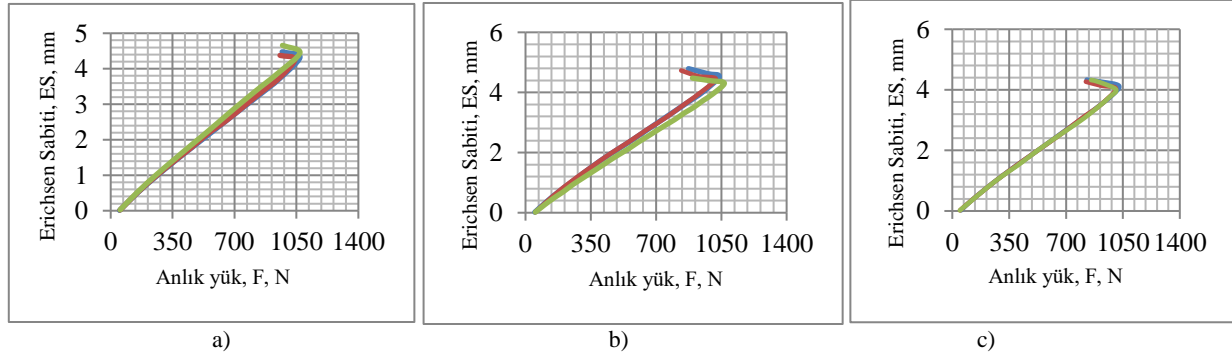 Erichsen Sabiti, ES, mm
5
4
3
2
1
0
0 350 700 1050 1400
Anlık yük, F, N
a)
Erichsen Sabiti, ES, mm
6
4
2
0
0 350 700 1050 1400
Anlık yük, F, N
b)
Erichsen Sabiti, ES, mm
6
4
2
0
0 350 700 1050 1400
Anlık yük, F, N
c)